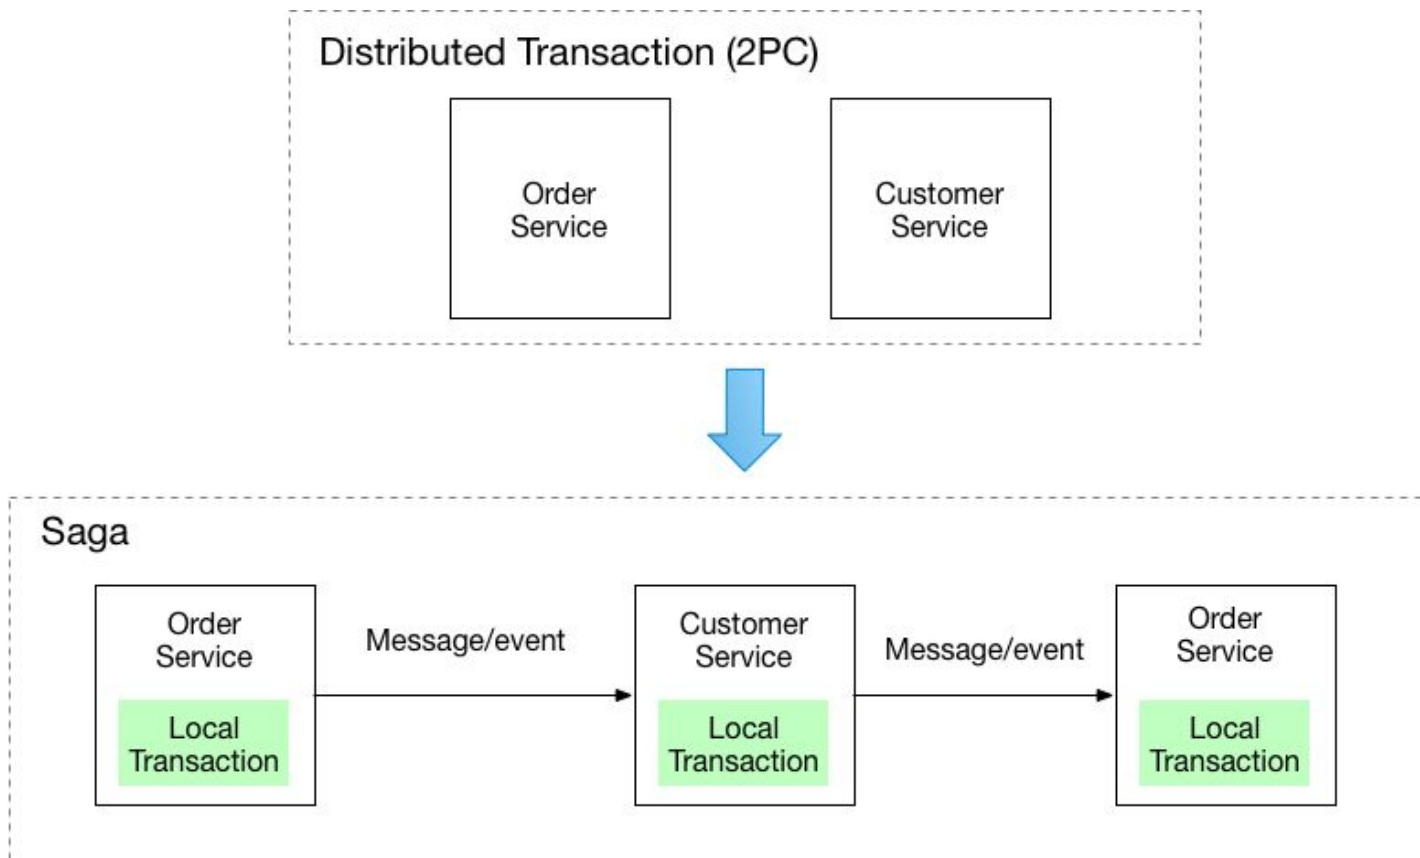 Distributed Transaction (2PC)
Order
Service
Customer
Service
Saga
Order
Service
Message/event
Customer
Service
Message/event
Order
Service
Local
Transaction
Local
Transaction
Local
Transaction